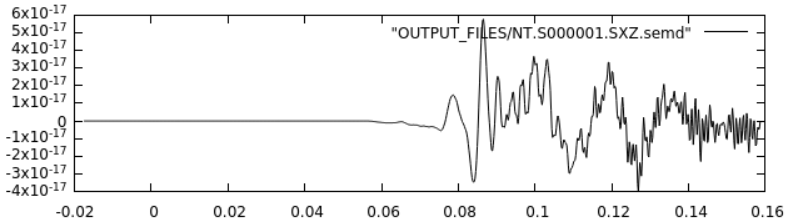 6x10-17
5x10-17
4x10-17
3x10-17
2x10-17
1x10-17
0
-1x10-17
-2x10-17
-3x10-17
-4x10-17
"OUTPUT_FILES/NT.S000001.SXZ.semd"
-0.02 0 0.02 0.04 0.06 0.08 0.1 0.12 0.14 0.16